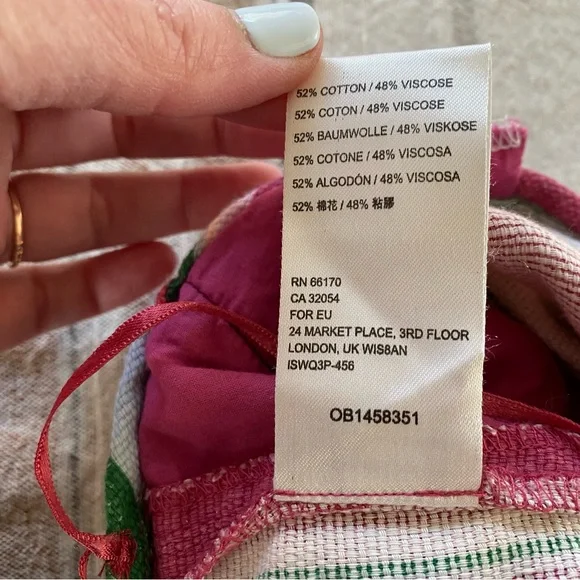 52% COTTON / 48% VISCOSE
52% COTON / 48% VISCOSE
52% BAUMWOLLE / 48% VISKOSE
52% COTONE / 48% VISCOSA
52% ALGODÓN / 48% VISCOSA
52% 棉花 / 48% 粘膠
RN 66170
CA 32054
FOR EU
24 MARKET PLACE, 3RD FLOOR
LONDON, UK WIS8AN
ISWQ3P-456
OB1458351